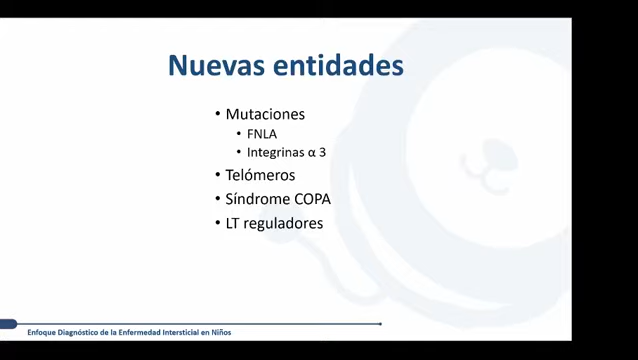 Nuevas entidades
• Mutaciones
• FNLA
• Integrinas α 3
• Telómeros
• Síndrome COPA
• LT reguladores
Enfoque Diagnóstico de la Enfermedad Intersticial en Niños